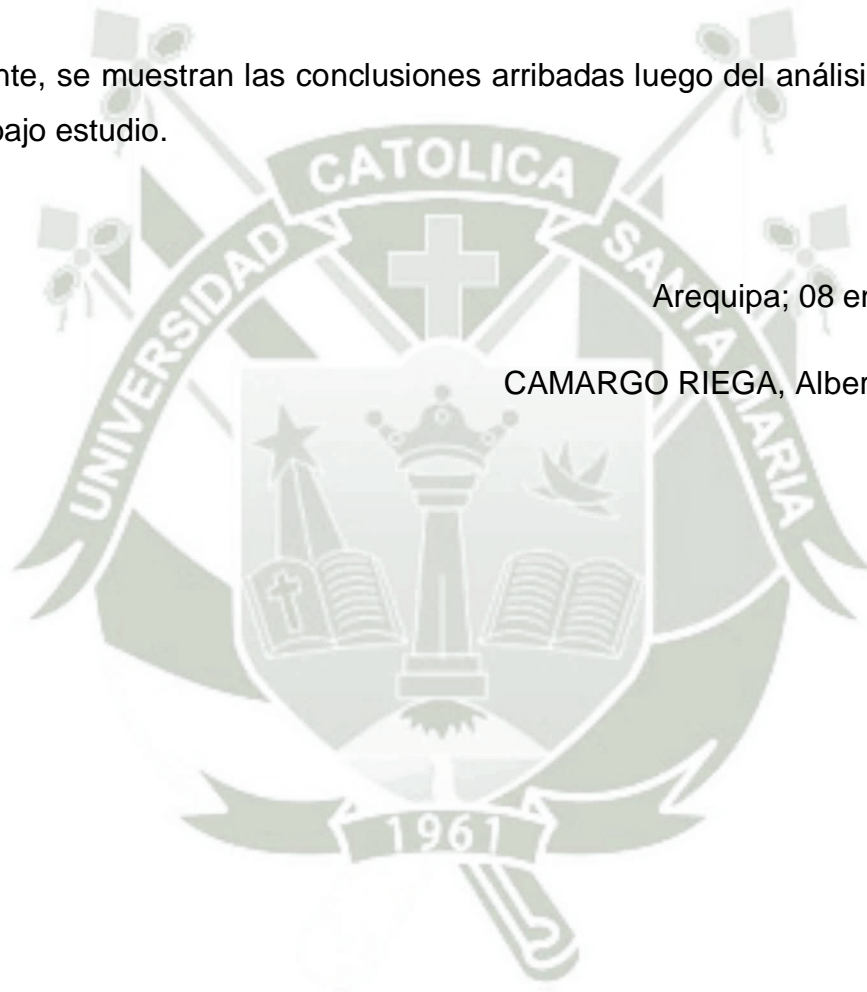 nte, se muestran las conclusiones arribadas luego del análisi
bajo estudio.
UNIVERSIDAD CATOLICA SANTA MARIA
Arequipa; 08 en
CAMARGO RIEGA, Alber
1961